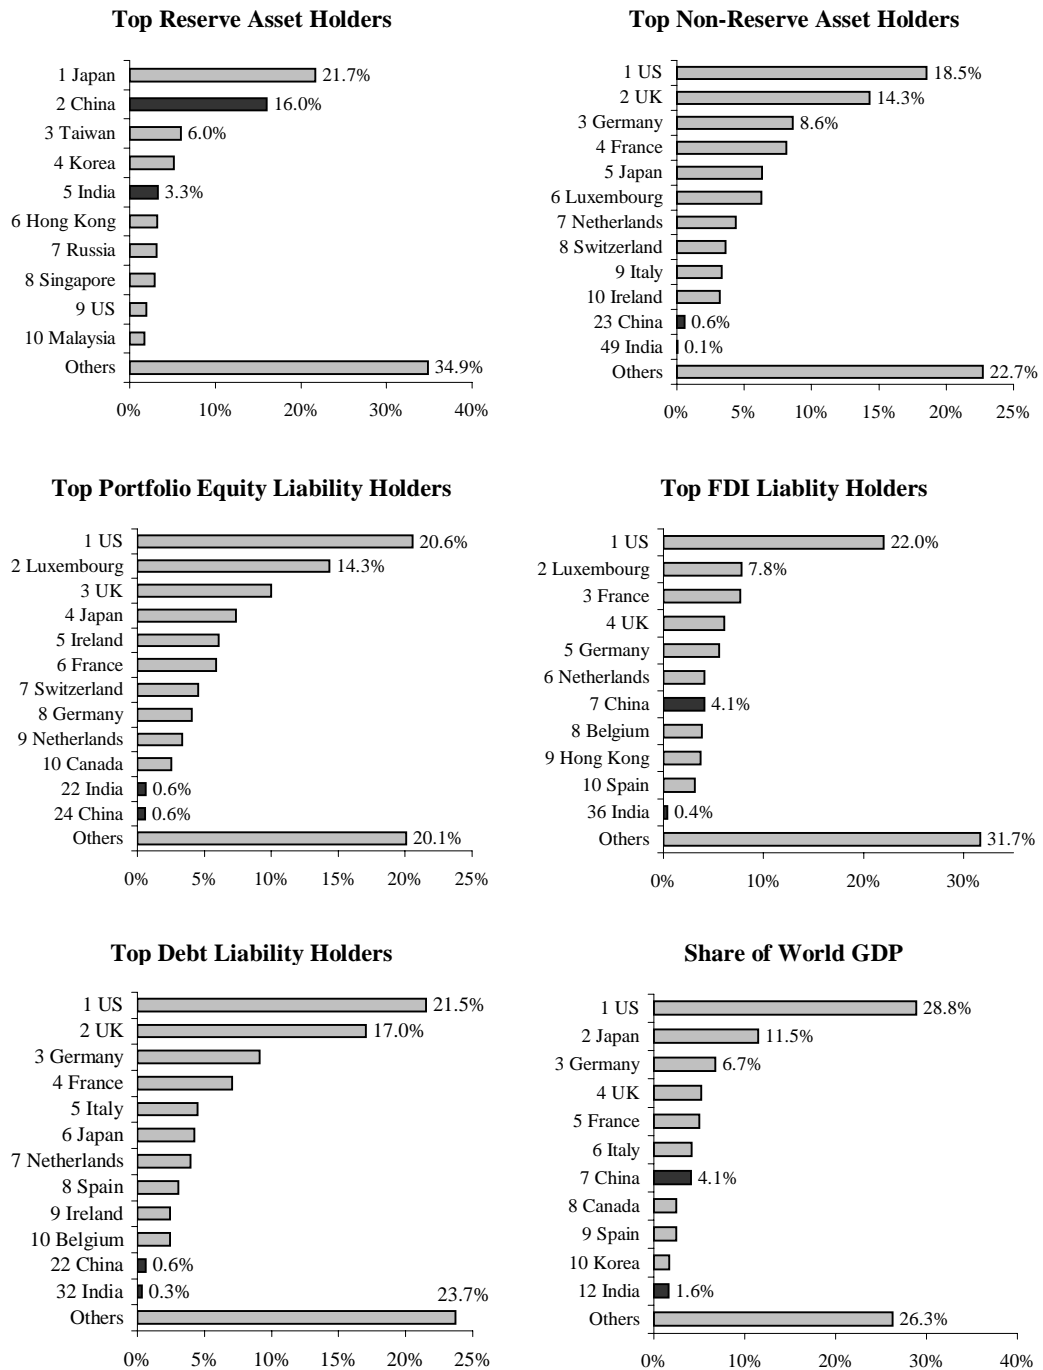 Top Reserve Asset Holders
1 Japan 21.7%
2 China 16.0%
3 Taiwan 6.0%
4 Korea
5 India 3.3%
6 Hong Kong
7 Russia
8 Singapore
9 US
10 Malaysia
Others 34.9%
0% 10% 20% 30% 40%
Top Non-Reserve Asset Holders
1 US 18.5%
2 UK 14.3%
3 Germany 8.6%
4 France
5 Japan
6 Luxembourg
7 Netherlands
8 Switzerland
9 Italy
10 Ireland
23 China 0.6%
49 India 0.1%
Others 22.7%
0% 5% 10% 15% 20% 25%
Top Portfolio Equity Liability Holders
1 US 20.6%
2 Luxembourg 14.3%
3 UK
4 Japan
5 Ireland
6 France
7 Switzerland
8 Germany
9 Netherlands
10 Canada
22 India 0.6%
24 China 0.6%
Others 20.1%
0% 5% 10% 15% 20% 25%
Top FDI Liablity Holders
1 US 22.0%
2 Luxembourg 7.8%
3 France
4 UK
5 Germany
6 Netherlands
7 China 4.1%
8 Belgium
9 Hong Kong
10 Spain
36 India 0.4%
Others 31.7%
0% 10% 20% 30%
Top Debt Liability Holders
1 US 21.5%
2 UK 17.0%
3 Germany
4 France
5 Italy
6 Japan
7 Netherlands
8 Spain
9 Ireland
10 Belgium
22 China 0.6%
32 India 0.3%
Others 23.7%
0% 5% 10% 15% 20% 25%
Share of World GDP
1 US 28.8%
2 Japan 11.5%
3 Germany 6.7%
4 UK
5 France
6 Italy
7 China 4.1%
8 Canada
9 Spain
10 Korea
12 India 1.6%
Others 26.3%
0% 10% 20% 30% 40%